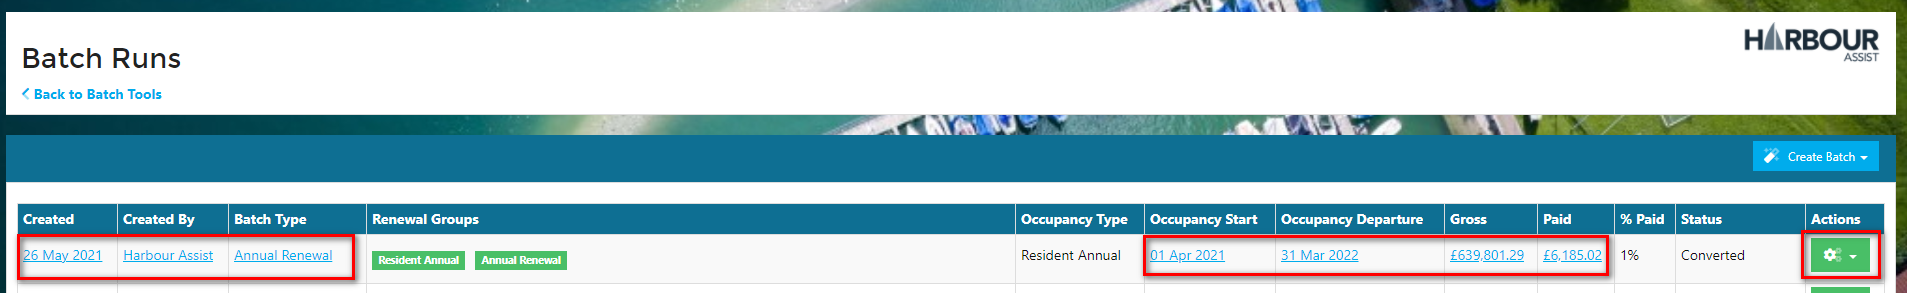 HARBOUR
ASSIST
Batch Runs
Back to Batch Tools
Create Batch
Created Created By Batch Type Renewal Groups Occupancy Type Occupancy Start Occupancy Departure Gross Paid % Paid Status Actions
26 May 2021 Harbour Assist Annual Renewal Resident Annual Annual Renewal Resident Annual 01 Apr 2021 31 Mar 2022 £639,801.29 £6,185.02 1% Converted